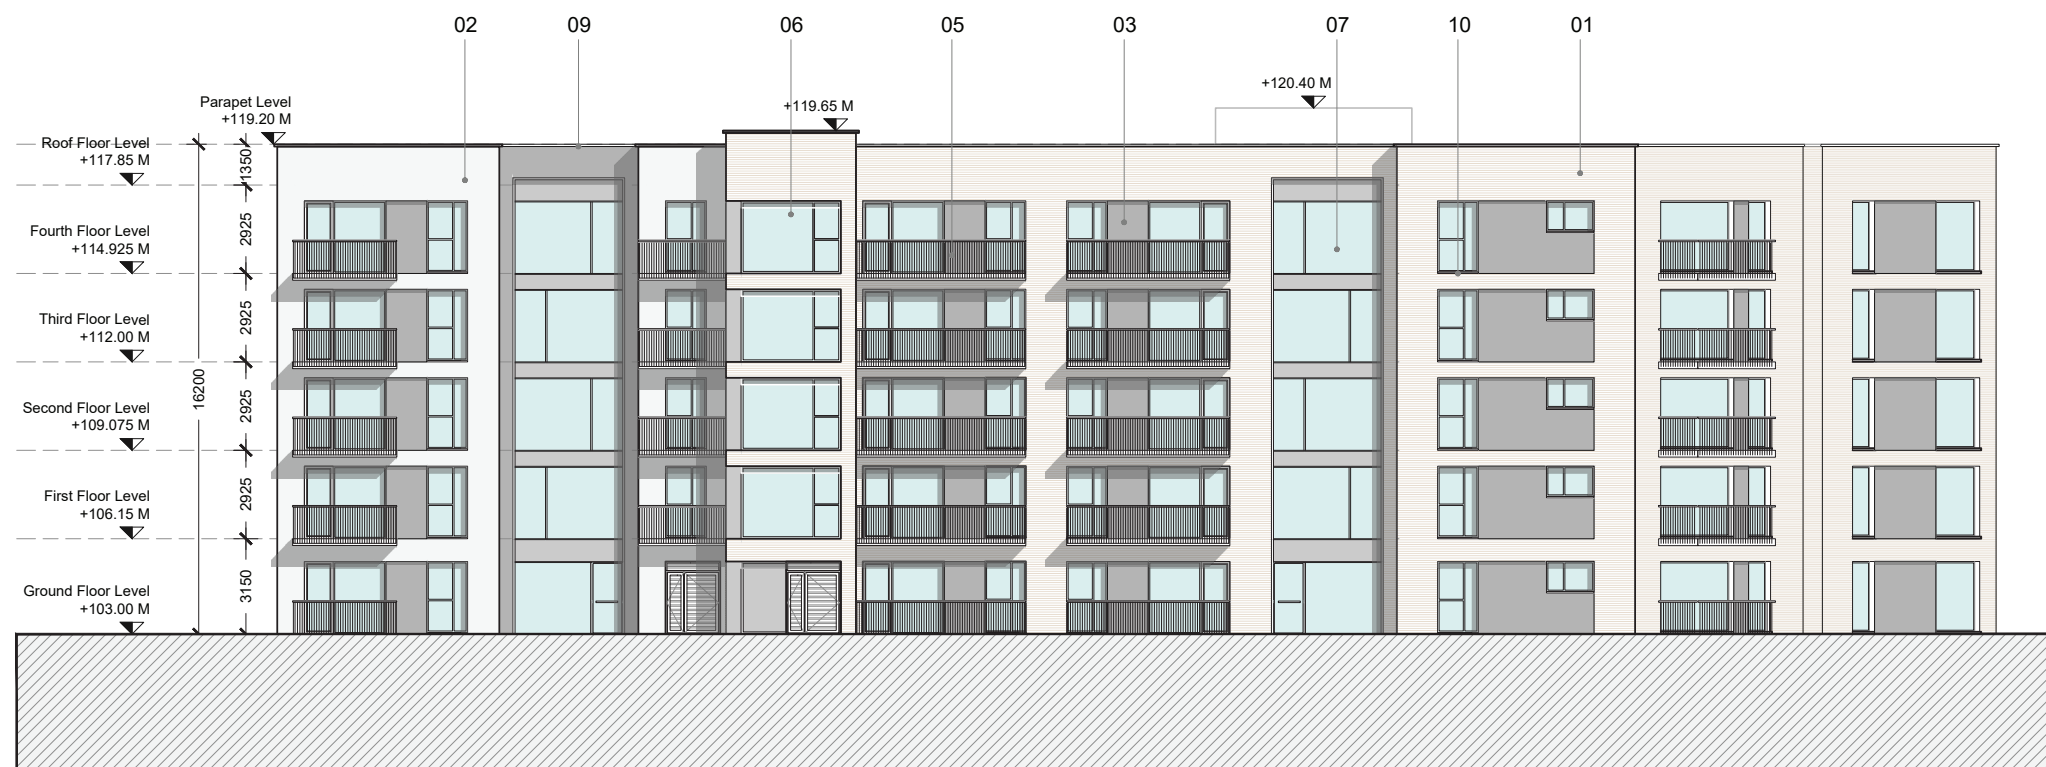 02
09
06
05
03
07
10
01
+120.40 M
Parapet Level
+119.20 M
+119.65 M
Roof Floor Level
+117.85 M
1350
2925
Fourth Floor Level
+114.925 M
2925
Third Floor Level
+112.00 M
16200
2925
Second Floor Level
+109.075 M
2925
First Floor Level
+106.15 M
3150
Ground Floor Level
+103.00 M